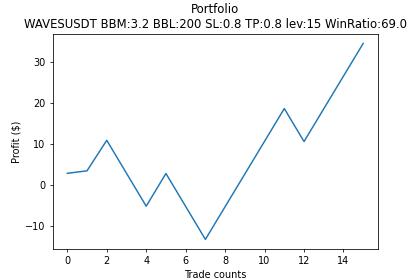 Portfolio
WAVESUSDT BBM:3.2 BBL:200 SL:0.8 TP:0.8 lev:15 WinRatio:69.0
Profit ($)
30
20
10
0
−10
0 2 4 6 8 10 12 14
Trade counts